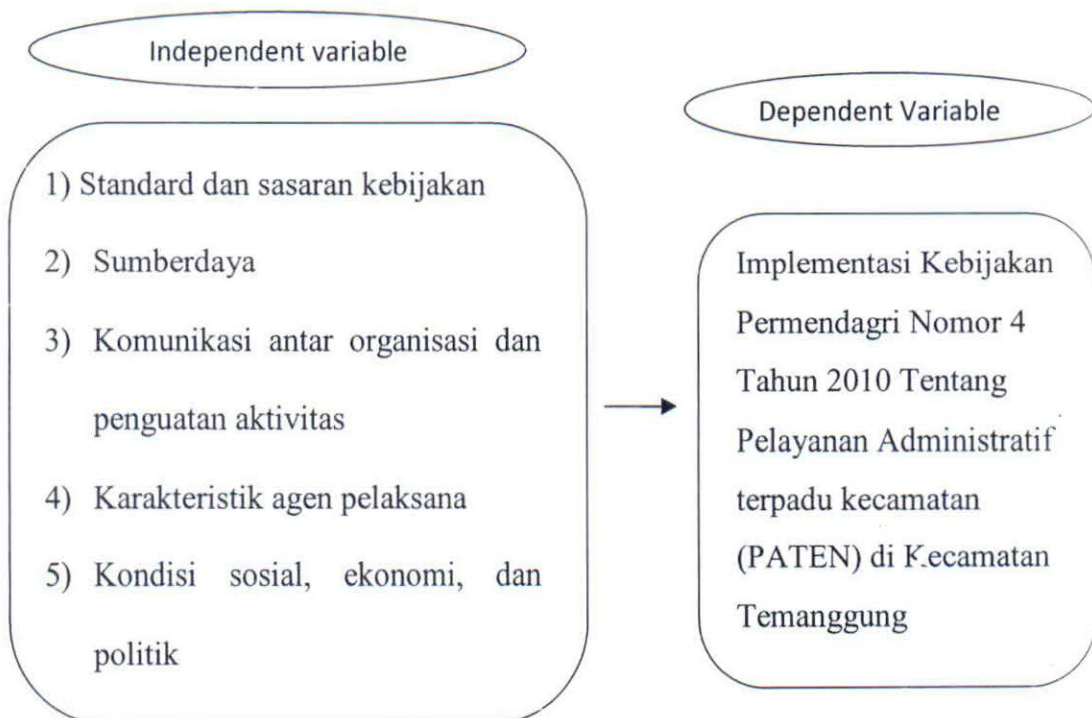 Independent variable
1) Standard dan sasaran kebijakan
2) Sumberdaya
3) Komunikasi antar organisasi dan
penguatan aktivitas
4) Karakteristik agen pelaksana
5) Kondisi sosial, ekonomi, dan
politik
Dependent Variable
Implementasi Kebijakan
Permendagri Nomor 4
Tahun 2010 Tentang
Pelayanan Administratif
terpadu kecamatan
(PATEN) di Kecamatan
Temanggung